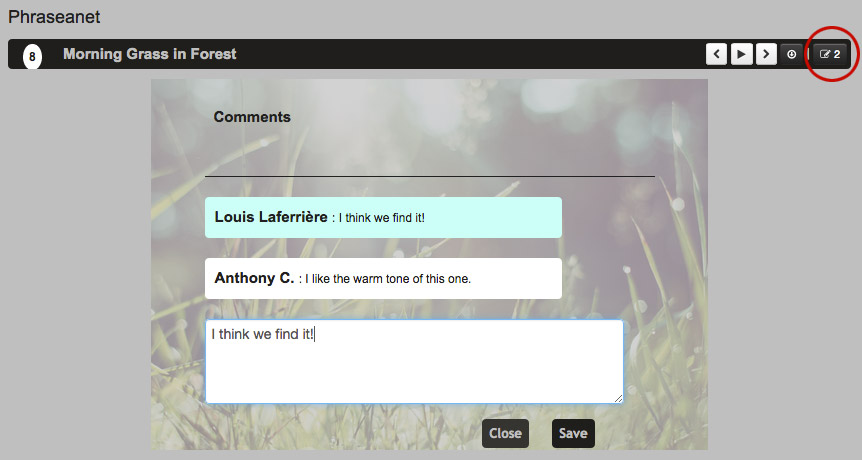 Phraseanet
8 Morning Grass in Forest 2
Comments
Louis Laferrière : I think we find it!
Anthony C. : I like the warm tone of this one.
I think we find it!
Close Save